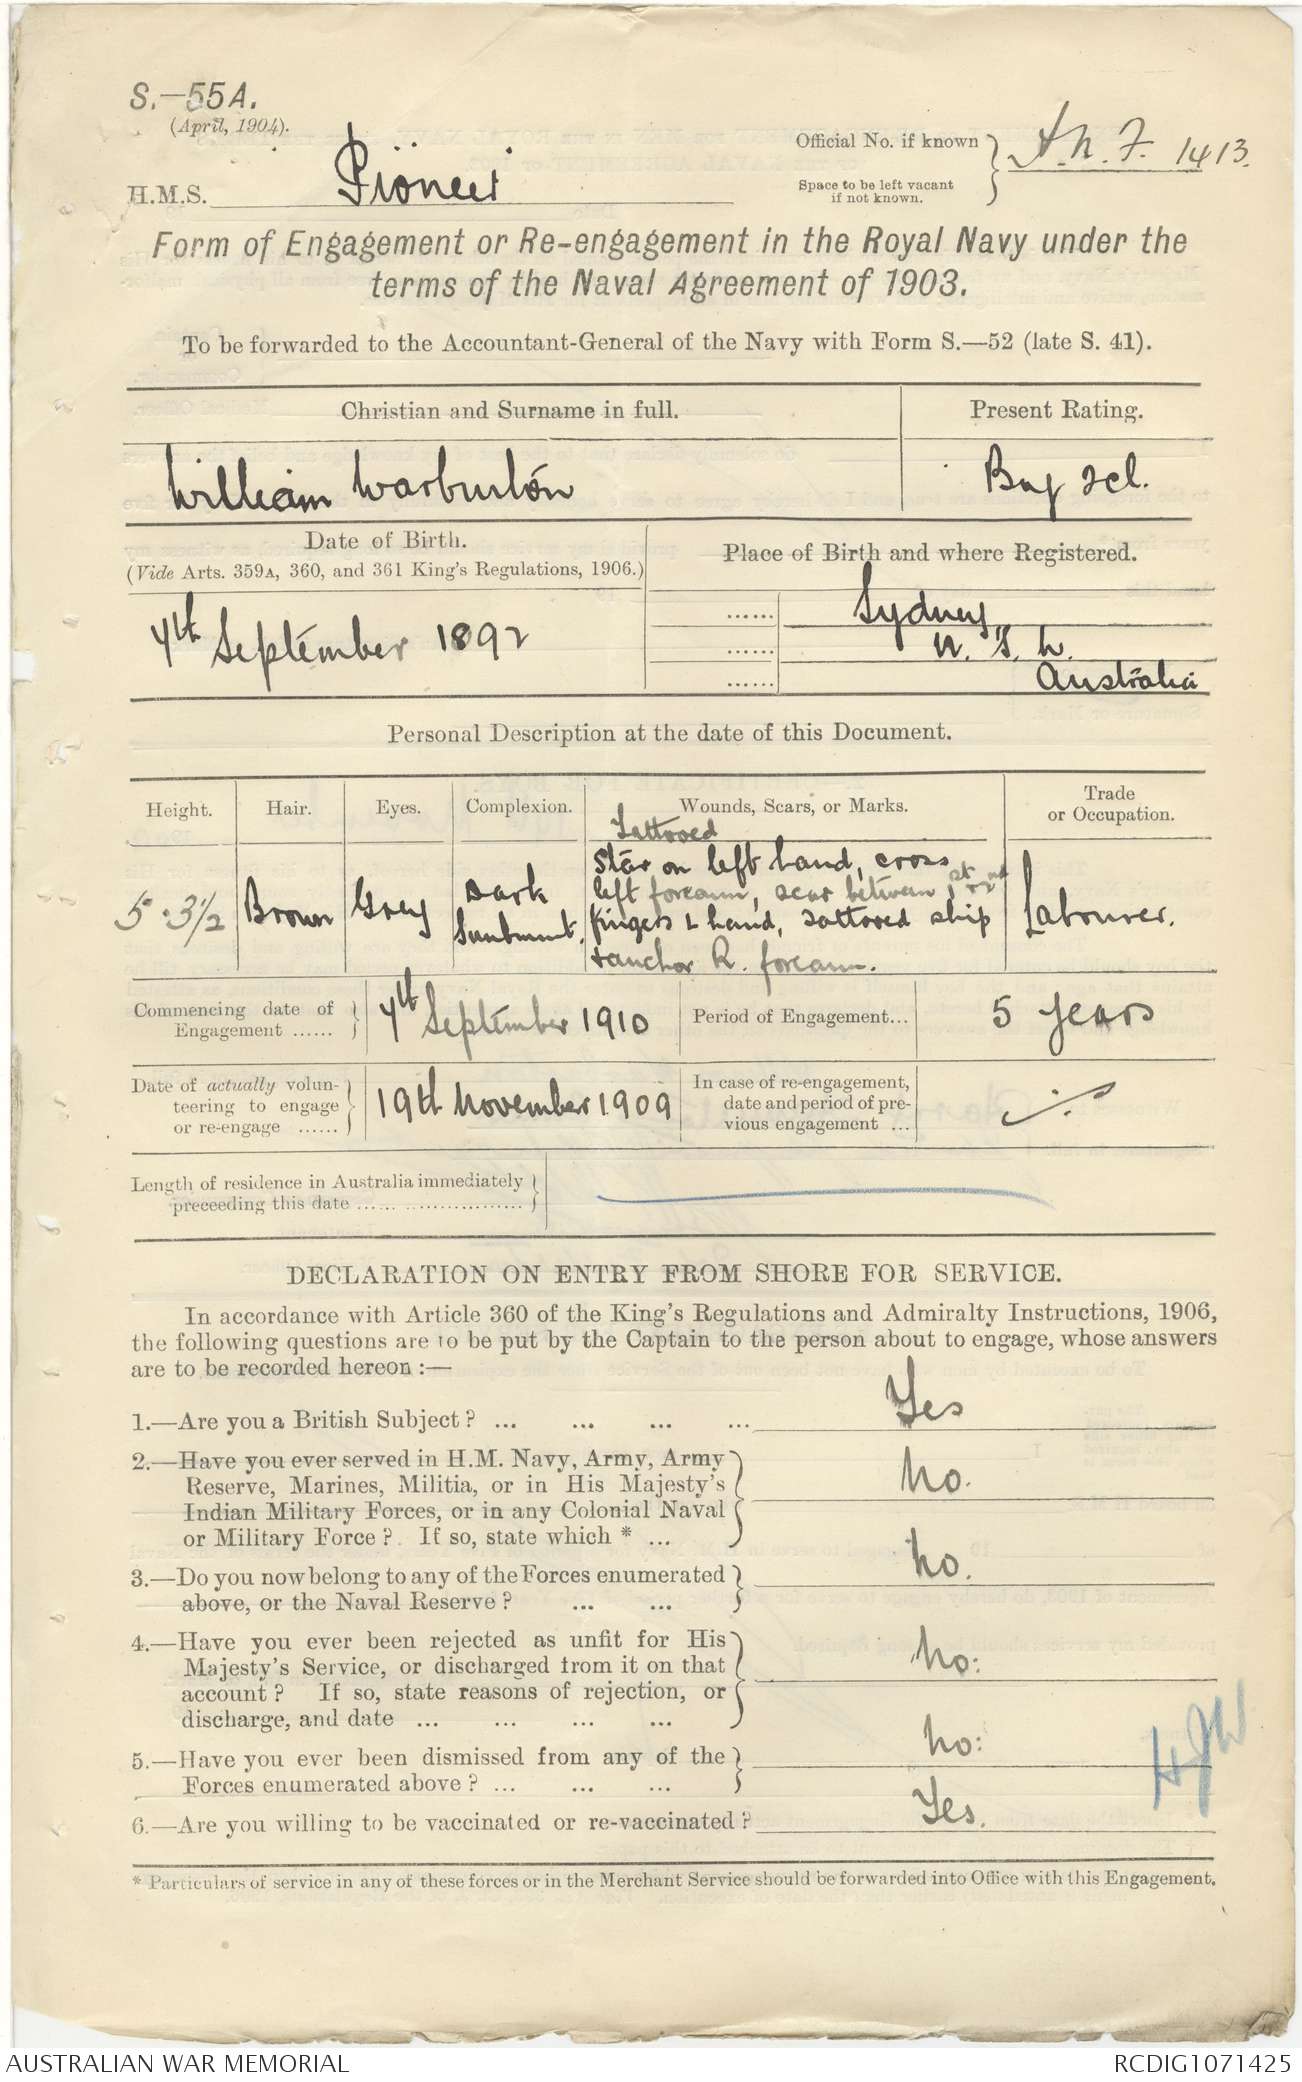 S.—55A.
(April, 1904).
Official No. if known
A.N.F. 1413.
Space to be left vacant
if not known.
H.M.S. Pioneer
Form of Engagement or Re-engagement in the Royal Navy under the
terms of the Naval Agreement of 1903.
To be forwarded to the Accountant-General of the Navy with Form S.—52 (late S. 41).
Christian and Surname in full.
Present Rating.
William Warburton
Boy 2cl.
Date of Birth.
(Vide Arts. 359A, 360, and 361 King's Regulations, 1906.)
Place of Birth and where Registered.
4th September 1892
...... Sydney,
...... N.S.W.
...... Australia
Personal Description at the date of this Document.
Height. Hair. Eyes. Complexion. Wounds, Scars, or Marks. Trade
or Occupation.
5.3½ Brown Grey Dark
Sunburnt.
Tattooed
Star on left hand, cross
left forearm, scar between 1st & 2nd
fingers L hand, tattooed ship
& anchor R. forearm.
Labourer.
Commencing date of
Engagement ......
4th September 1910
Period of Engagement...
5 years
Date of actually volun-
teering to engage
or re-engage ......
19th November 1909
In case of re-engagement,
date and period of pre-
vious engagement ...
Length of residence in Australia immediately
preceeding this date ...... ....................
DECLARATION ON ENTRY FROM SHORE FOR SERVICE.
In accordance with Article 360 of the King's Regulations and Admiralty Instructions, 1906,
the following questions are to be put by the Captain to the person about to engage, whose answers
are to be recorded hereon :—
1.—Are you a British Subject? ... ... ... ... Yes
2.—Have you ever served in H.M. Navy, Army, Army
Reserve, Marines, Militia, or in His Majesty's
Indian Military Forces, or in any Colonial Naval
or Military Force? If so, state which * ...
No.
3.—Do you now belong to any of the Forces enumerated
above, or the Naval Reserve? ... ...
No.
4.—Have you ever been rejected as unfit for His
Majesty's Service, or discharged from it on that
account? If so, state reasons of rejection, or
discharge, and date ... ... ... ...
No:
5.—Have you ever been dismissed from any of the
Forces enumerated above? ... ... ...
No:
HJW
6.—Are you willing to be vaccinated or re-vaccinated? Yes.
* Particulars of service in any of these forces or in the Merchant Service should be forwarded into Office with this Engagement.
AUSTRALIAN WAR MEMORIAL
RCDIG1071425